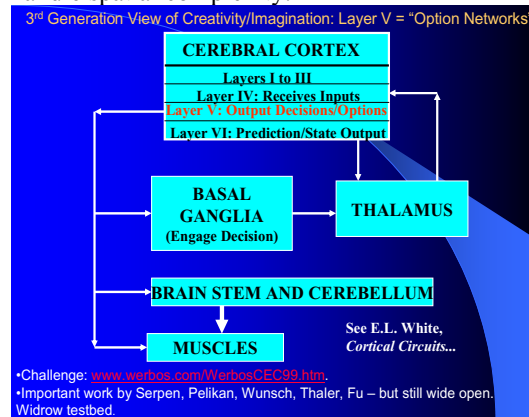 3rd Generation View of Creativity/Imagination: Layer V = “Option Networks”
CEREBRAL CORTEX
Layers I to III
Layer IV: Receives Inputs
Layer V: Output Decisions/Options
Layer VI: Prediction/State Output
BASAL
GANGLIA
(Engage Decision)
THALAMUS
BRAIN STEM AND CEREBELLUM
See E.L. White,
Cortical Circuits...
MUSCLES
•Challenge: www.werbos.com/WerbosCEC99.htm.
•Important work by Serpen, Pelikan, Wunsch, Thaler, Fu – but still wide open.
Widrow testbed.